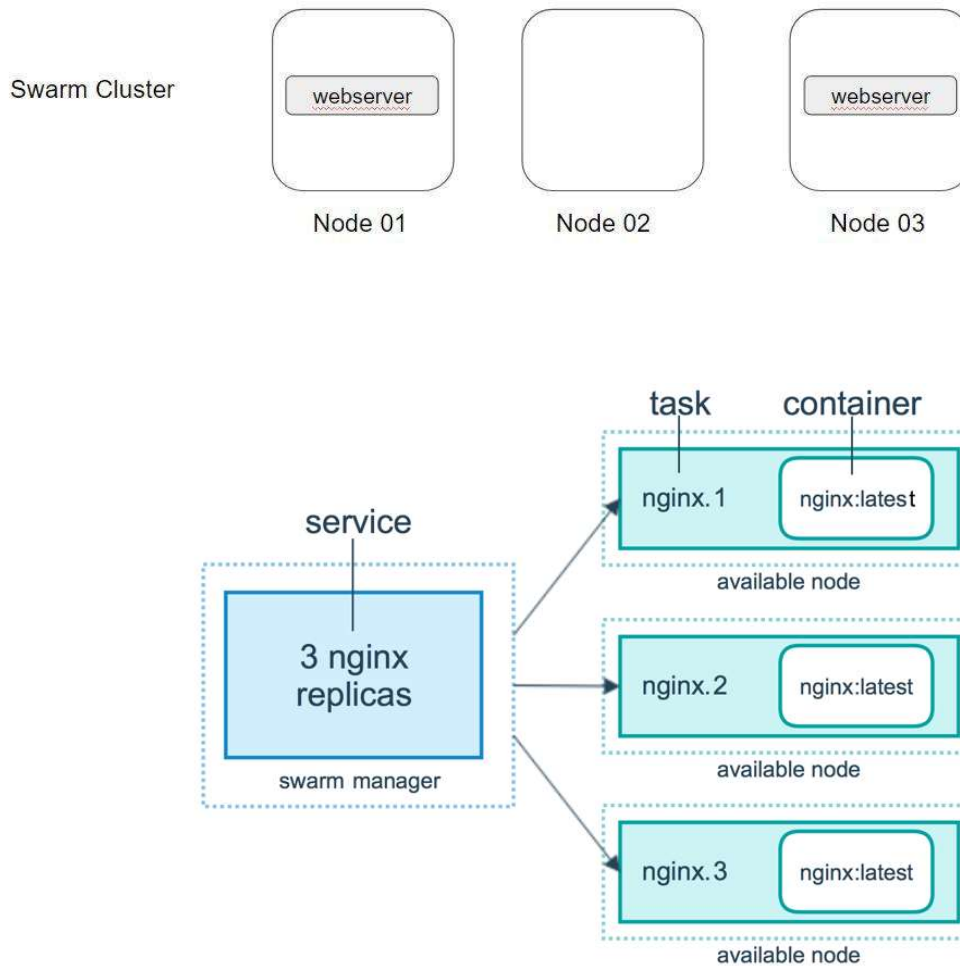 Swarm Cluster
webserver
webserver
Node 01
Node 02
Node 03
task
container
nginx.1
nginx:latest
available node
service
3 nginx
replicas
swarm manager
nginx.2
nginx:latest
available node
nginx.3
nginx:latest
available node